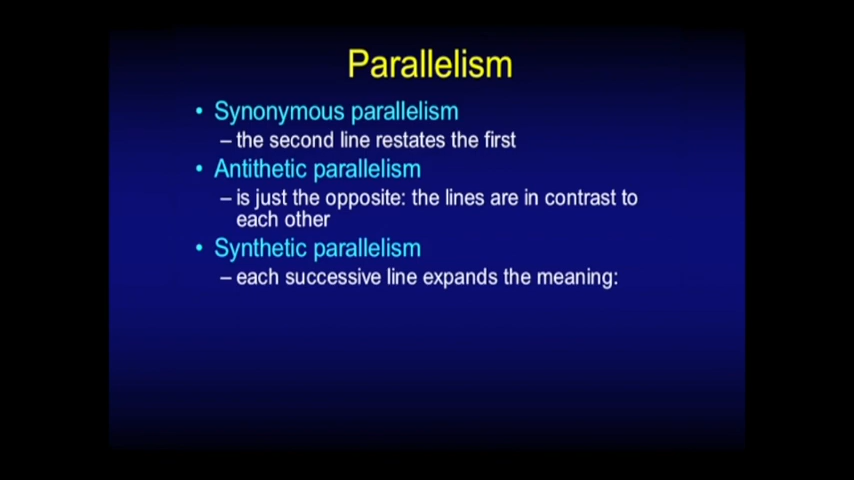 Parallelism
• Synonymous parallelism
– the second line restates the first
• Antithetic parallelism
– is just the opposite: the lines are in contrast to
each other
• Synthetic parallelism
– each successive line expands the meaning: